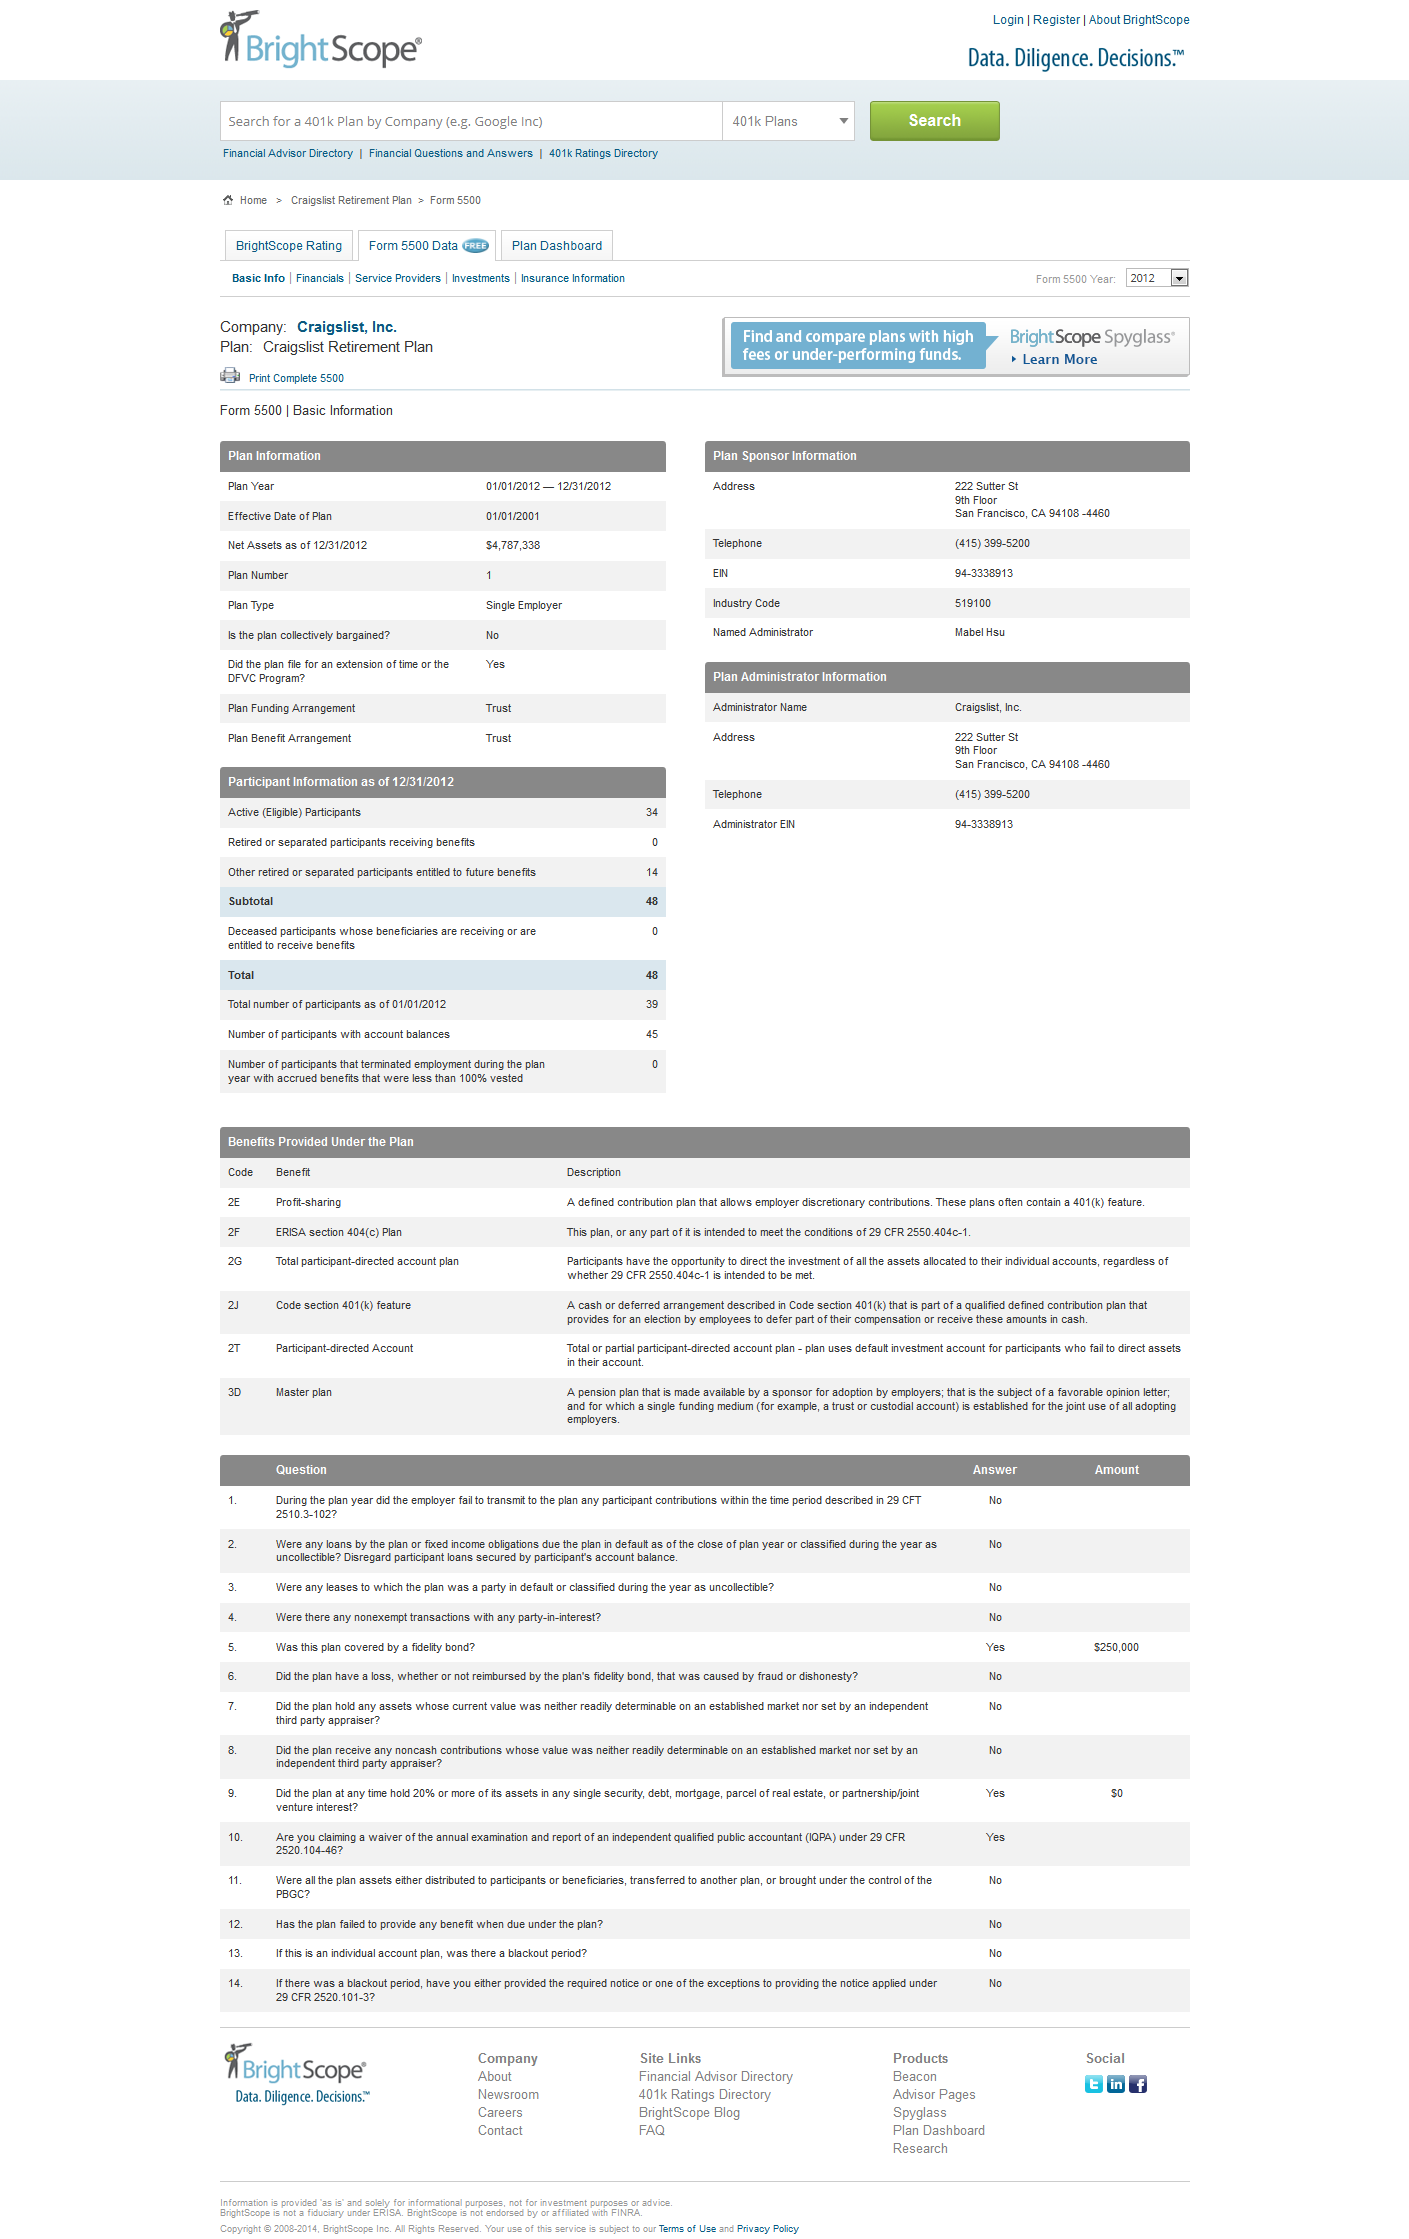 BrightScope®
Login | Register | About BrightScope
Data. Diligence. Decisions.™
Search for a 401k Plan by Company (e.g. Google Inc)
401k Plans
Search
Financial Advisor Directory | Financial Questions and Answers | 401k Ratings Directory
Home > Craigslist Retirement Plan > Form 5500
BrightScope Rating
Form 5500 Data FREE
Plan Dashboard
Basic Info | Financials | Service Providers | Investments | Insurance Information
Form 5500 Year: 2012
Company: Craigslist, Inc.
Plan: Craigslist Retirement Plan
Print Complete 5500
Find and compare plans with high
fees or under-performing funds.
BrightScope Spyglass®
Learn More
Form 5500 | Basic Information
Plan Information
Plan Year 01/01/2012 — 12/31/2012
Effective Date of Plan 01/01/2001
Net Assets as of 12/31/2012 $4,787,338
Plan Number 1
Plan Type Single Employer
Is the plan collectively bargained? No
Did the plan file for an extension of time or the Yes
DFVC Program?
Plan Funding Arrangement Trust
Plan Benefit Arrangement Trust
Participant Information as of 12/31/2012
Active (Eligible) Participants 34
Retired or separated participants receiving benefits 0
Other retired or separated participants entitled to future benefits 14
Subtotal 48
Deceased participants whose beneficiaries are receiving or are 0
entitled to receive benefits
Total 48
Total number of participants as of 01/01/2012 39
Number of participants with account balances 45
Number of participants that terminated employment during the plan 0
year with accrued benefits that were less than 100% vested
Plan Sponsor Information
Address 222 Sutter St
9th Floor
San Francisco, CA 94108 -4460
Telephone (415) 399-5200
EIN 94-3338913
Industry Code 519100
Named Administrator Mabel Hsu
Plan Administrator Information
Administrator Name Craigslist, Inc.
Address 222 Sutter St
9th Floor
San Francisco, CA 94108 -4460
Telephone (415) 399-5200
Administrator EIN 94-3338913
Benefits Provided Under the Plan
Code Benefit Description
2E Profit-sharing A defined contribution plan that allows employer discretionary contributions. These plans often contain a 401(k) feature.
2F ERISA section 404(c) Plan This plan, or any part of it is intended to meet the conditions of 29 CFR 2550.404c-1.
2G Total participant-directed account plan Participants have the opportunity to direct the investment of all the assets allocated to their individual accounts, regardless of
whether 29 CFR 2550.404c-1 is intended to be met.
2J Code section 401(k) feature A cash or deferred arrangement described in Code section 401(k) that is part of a qualified defined contribution plan that
provides for an election by employees to defer part of their compensation or receive these amounts in cash.
2T Participant-directed Account Total or partial participant-directed account plan - plan uses default investment account for participants who fail to direct assets
in their account.
3D Master plan A pension plan that is made available by a sponsor for adoption by employers; that is the subject of a favorable opinion letter;
and for which a single funding medium (for example, a trust or custodial account) is established for the joint use of all adopting
employers.
Question Answer Amount
1. During the plan year did the employer fail to transmit to the plan any participant contributions within the time period described in 29 CFT No
2510.3-102?
2. Were any loans by the plan or fixed income obligations due the plan in default as of the close of plan year or classified during the year as No
uncollectible? Disregard participant loans secured by participant's account balance.
3. Were any leases to which the plan was a party in default or classified during the year as uncollectible? No
4. Were there any nonexempt transactions with any party-in-interest? No
5. Was this plan covered by a fidelity bond? Yes $250,000
6. Did the plan have a loss, whether or not reimbursed by the plan's fidelity bond, that was caused by fraud or dishonesty? No
7. Did the plan hold any assets whose current value was neither readily determinable on an established market nor set by an independent No
third party appraiser?
8. Did the plan receive any noncash contributions whose value was neither readily determinable on an established market nor set by an No
independent third party appraiser?
9. Did the plan at any time hold 20% or more of its assets in any single security, debt, mortgage, parcel of real estate, or partnership/joint Yes $0
venture interest?
10. Are you claiming a waiver of the annual examination and report of an independent qualified public accountant (IQPA) under 29 CFR Yes
2520.104-46?
11. Were all the plan assets either distributed to participants or beneficiaries, transferred to another plan, or brought under the control of the No
PBGC?
12. Has the plan failed to provide any benefit when due under the plan? No
13. If this is an individual account plan, was there a blackout period? No
14. If there was a blackout period, have you either provided the required notice or one of the exceptions to providing the notice applied under No
29 CFR 2520.101-3?
BrightScope®
Data. Diligence. Decisions.™
Company
About
Newsroom
Careers
Contact
Site Links
Financial Advisor Directory
401k Ratings Directory
BrightScope Blog
FAQ
Products
Beacon
Advisor Pages
Spyglass
Plan Dashboard
Research
Social
t in f
Information is provided 'as is' and solely for informational purposes, not for investment purposes or advice.
BrightScope is not a fiduciary under ERISA. BrightScope is not endorsed by or affiliated with FINRA.
Copyright © 2008-2014, BrightScope Inc. All Rights Reserved. Your use of this service is subject to our Terms of Use and Privacy Policy